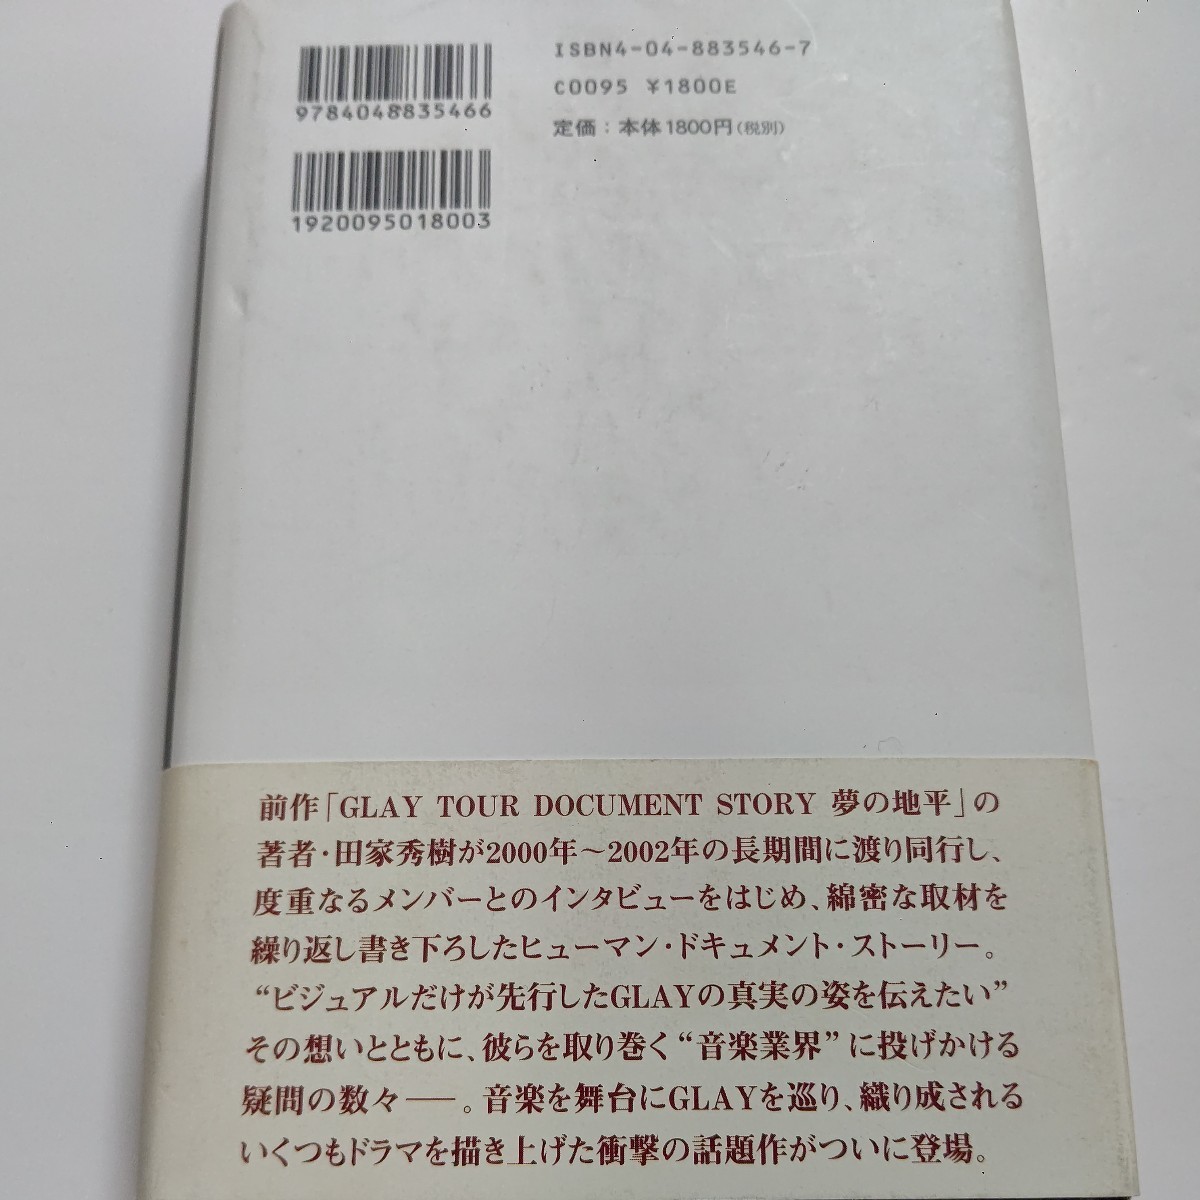 9784048835466
1920095018003
ISBN4-04-883546-7
C0095 ¥1800E
定価：本体1800円(税別)
前作「GLAY TOUR DOCUMENT STORY 夢の地平」の
著者・田家秀樹が2000年～2002年の長期間に渡り同行し、
度重なるメンバーとのインタビューをはじめ、綿密な取材を
繰り返し書き下ろしたヒューマン・ドキュメント・ストーリー。
“ビジュアルだけが先行したGLAYの真実の姿を伝えたい”
その想いとともに、彼らを取り巻く“音楽業界”に投げかける
疑問の数々──。音楽を舞台にGLAYを巡り、織り成される
いくつもドラマを描き上げた衝撃の話題作がついに登場。